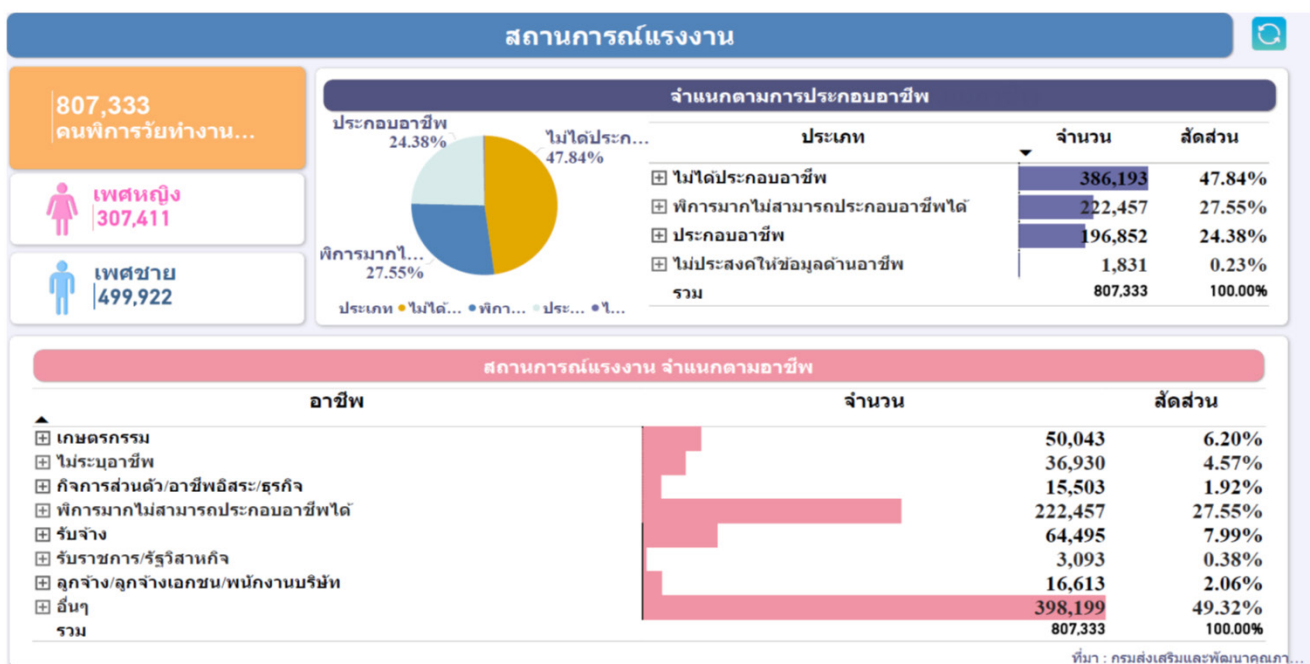 สถานการณ์แรงงาน
807,333
คนพิการวัยทำงาน...
เพศหญิง
307,411
เพศชาย
499,922
จำแนกตามการประกอบอาชีพ
ประกอบอาชีพ
24.38%
ไม่ได้ประก...
47.84%
พิการมากไ...
27.55%
ประเภท ไม่ได้... พิกา... ประ... ไ...
ประเภท จำนวน สัดส่วน
ไม่ได้ประกอบอาชีพ 386,193 47.84%
พิการมากไม่สามารถประกอบอาชีพได้ 222,457 27.55%
ประกอบอาชีพ 196,852 24.38%
ไม่ประสงค์ให้ข้อมูลด้านอาชีพ 1,831 0.23%
รวม 807,333 100.00%
สถานการณ์แรงงาน จำแนกตามอาชีพ
อาชีพ จำนวน สัดส่วน
เกษตรกรรม 50,043 6.20%
ไม่ระบุอาชีพ 36,930 4.57%
กิจการส่วนตัว/อาชีพอิสระ/ธุรกิจ 15,503 1.92%
พิการมากไม่สามารถประกอบอาชีพได้ 222,457 27.55%
รับจ้าง 64,495 7.99%
รับราชการ/รัฐวิสาหกิจ 3,093 0.38%
ลูกจ้าง/ลูกจ้างเอกชน/พนักงานบริษัท 16,613 2.06%
อื่นๆ 398,199 49.32%
รวม 807,333 100.00%
ที่มา : กรมส่งเสริมและพัฒนาคุณภา...